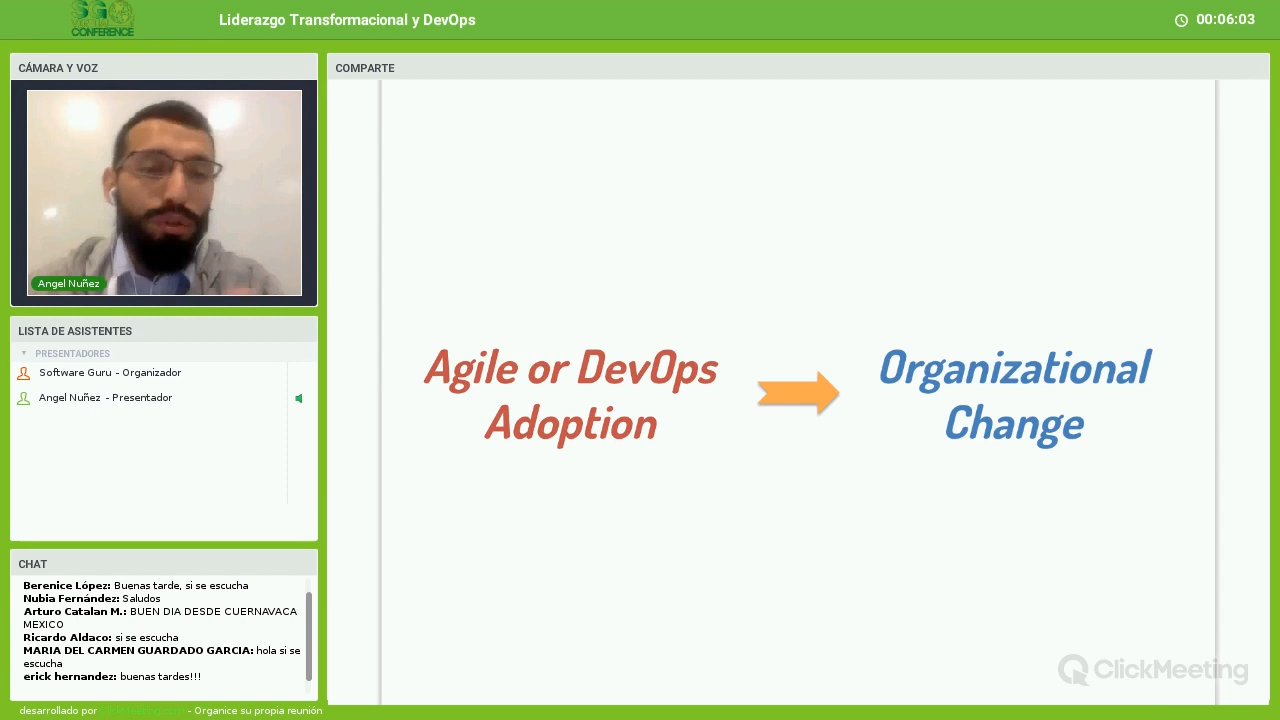 SG
VIRTUAL
CONFERENCE
Liderazgo Transformacional y DevOps
00:06:03
CÁMARA Y VOZ
Angel Nuñez
LISTA DE ASISTENTES
PRESENTADORES
Software Guru - Organizador
Angel Nuñez - Presentador
CHAT
Berenice López: Buenas tarde, si se escucha
Nubia Fernández: Saludos
Arturo Catalan M.: BUEN DIA DESDE CUERNAVACA
MEXICO
Ricardo Aldaco: si se escucha
MARIA DEL CARMEN GUARDADO GARCIA: hola si se
escucha
erick hernandez: buenas tardes!!!
desarrollado por - Organice su propia reunión
COMPARTE
Agile or DevOps
Adoption
Organizational
Change
ClickMeeting